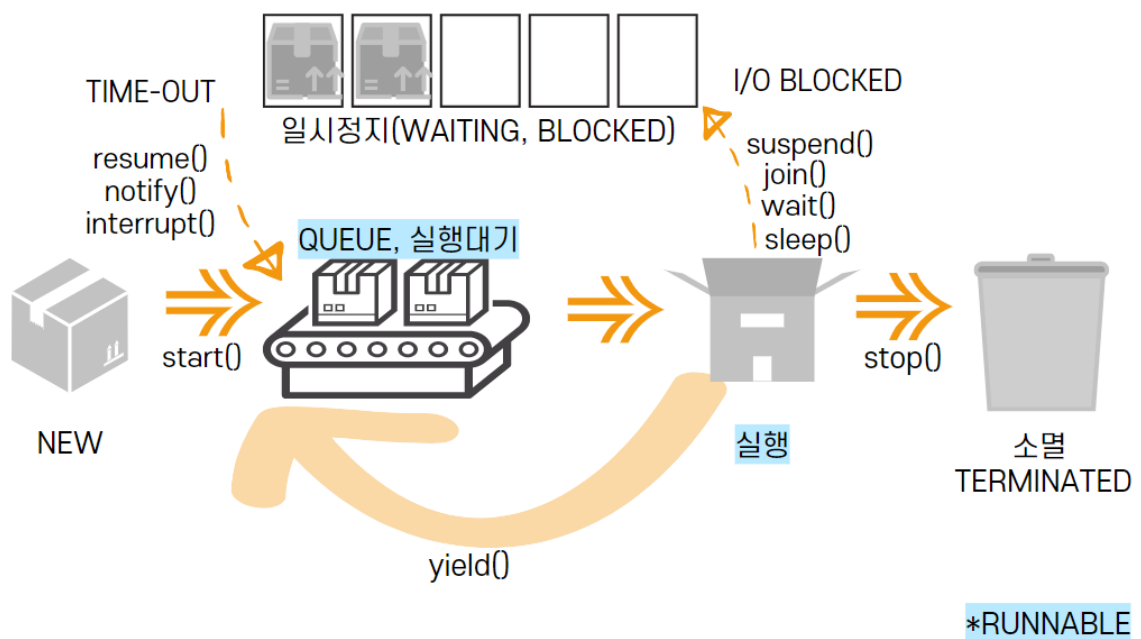 TIME-OUT
resume()
notify()
interrupt()
일시정지(WAITING, BLOCKED)
I/O BLOCKED
suspend()
join()
wait()
sleep()
QUEUE, 실행대기
start()
stop()
NEW
실행
소멸
TERMINATED
yield()
*RUNNABLE